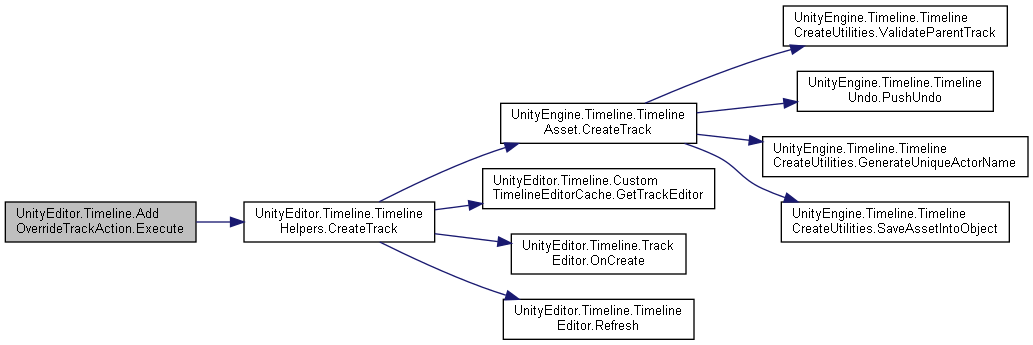 UnityEditor.Timeline.Add
OverrideTrackAction.Execute
UnityEditor.Timeline.Timeline
Helpers.CreateTrack
UnityEngine.Timeline.Timeline
Asset.CreateTrack
UnityEditor.Timeline.Custom
TimelineEditorCache.GetTrackEditor
UnityEditor.Timeline.Track
Editor.OnCreate
UnityEditor.Timeline.Timeline
Editor.Refresh
UnityEngine.Timeline.Timeline
CreateUtilities.ValidateParentTrack
UnityEngine.Timeline.Timeline
Undo.PushUndo
UnityEngine.Timeline.Timeline
CreateUtilities.GenerateUniqueActorName
UnityEngine.Timeline.Timeline
CreateUtilities.SaveAssetIntoObject